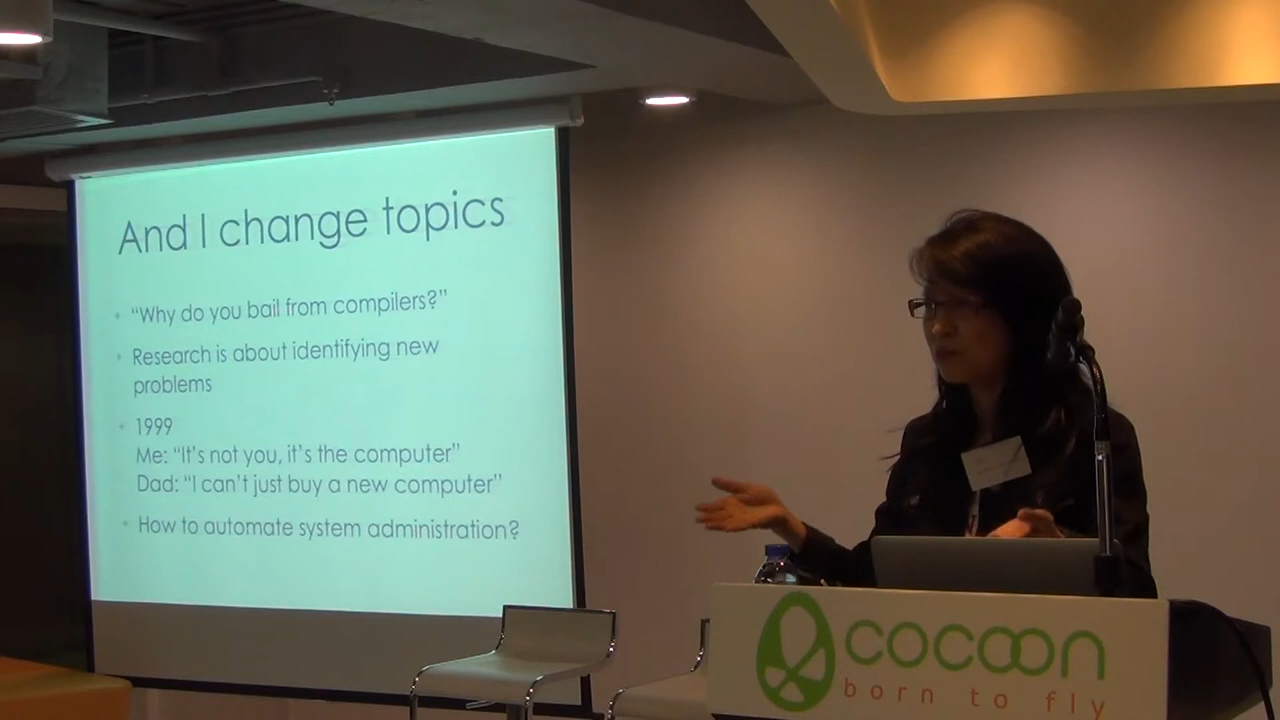 And I change topics
"Why do you bail from compilers?"
Research is about identifying new
problems
1999
Me: "It's not you, it's the computer"
Dad: "I can't just buy a new computer"
How to automate system administration?
cocoon
born to fly